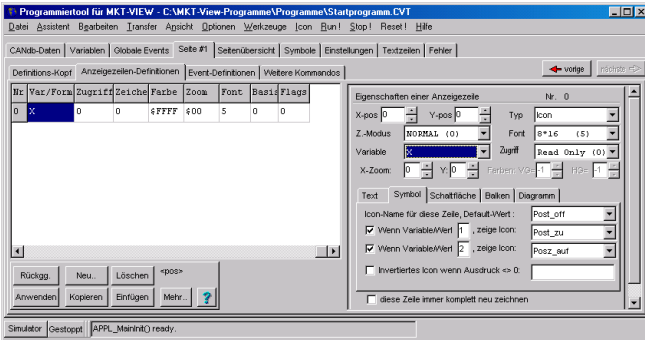 Programmiertool für MKT-VIEW - C:\MKT-View-Programme\Programme\Startprogramm.CVT
Datei Assistent Bearbeiten Transfer Ansicht Optionen Werkzeuge Icon Run! Stop! Reset! Hilfe
CANdb-Daten Variablen Globale Events Seite #1 Seitenübersicht Symbole Einstellungen Textzeilen Fehler
Definitions-Kopf Anzeigezeilen-Definitionen Event-Definitionen Weitere Kommandos vorige nächste
Nr Var/Form Zugriff Zeiche Farbe Zoom Font Basis Flags
0 X 0 0 $FFFF $00 5 0 0
Eigenschaften einer Anzeigezeile Nr. 0
X-pos 0 Y-pos 0 Typ Icon
Z.-Modus NORMAL (0) Font 8*16 (5)
Variable X Zugriff Read Only (0)
X-Zoom: 0 Y: 0 Farben: VG= -1 HG= -1
Text Symbol Schaltfläche Balken Diagramm
Icon-Name für diese Zeile, Default-Wert : Post_off
Wenn Variable/Wert 1 , zeige Icon: Post_zu
Wenn Variable/Wert 2 , zeige Icon: Posz_auf
Invertiertes Icon wenn Ausdruck <> 0:
diese Zeile immer komplett neu zeichnen
Rückgg. Neu.. Löschen <pos>
Anwenden Kopieren Einfügen Mehr.. ?
Simulator Gestoppt APPL_MainInit() ready.